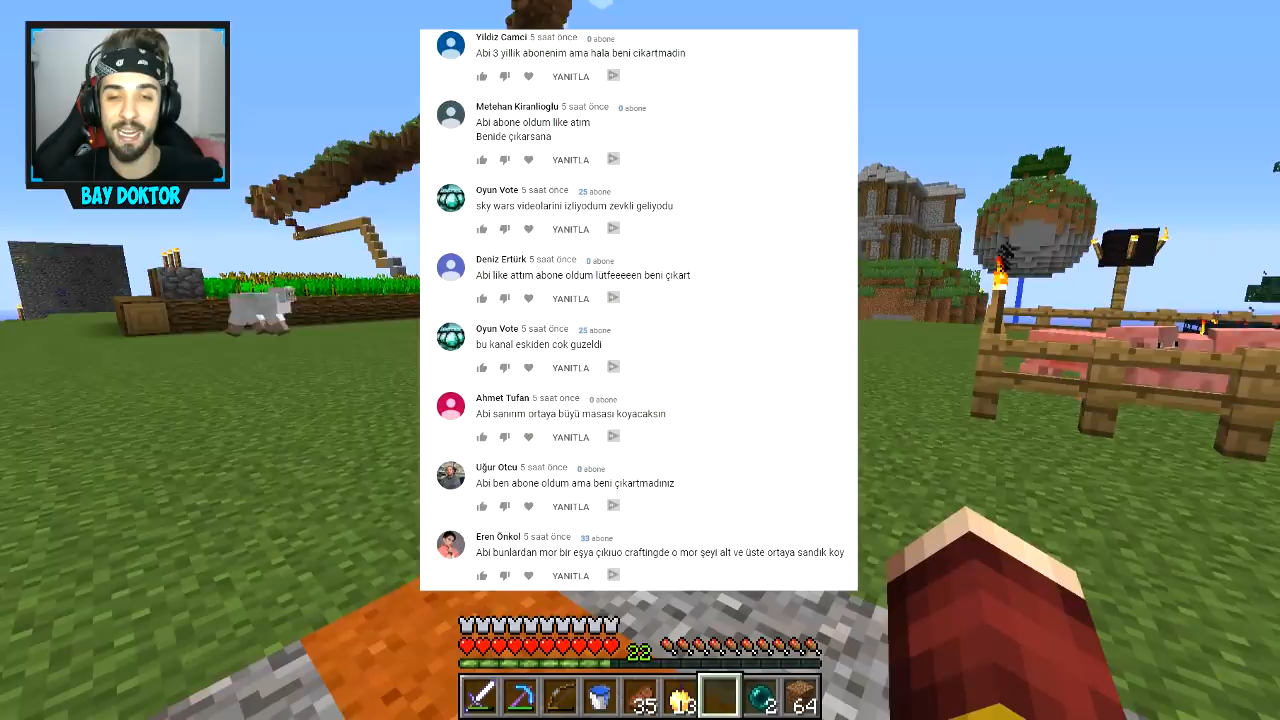 Yildiz Camci 5 saat önce 0 abone
Abi 3 yillik abonenim ama hala beni cikartmadin
YANITLA
Metehan Kiranlioglu 5 saat önce 0 abone
Abi abone oldum like atım
Benide çıkarsana
YANITLA
Oyun Vote 5 saat önce 25 abone
sky wars videolarini izliyodum zevkli geliyodu
YANITLA
Deniz Ertürk 5 saat önce 0 abone
Abi like attım abone oldum lütfeeeeen beni çıkart
YANITLA
Oyun Vote 5 saat önce 25 abone
bu kanal eskiden cok guzeldi
YANITLA
Ahmet Tufan 5 saat önce 0 abone
Abi sanırım ortaya büyü masası koyacaksın
YANITLA
Uğur Otcu 5 saat önce 0 abone
Abi ben abone oldum ama beni çıkartmadınız
YANITLA
Eren Önkol 5 saat önce 33 abone
Abi bunlardan mor bir eşya çıkıuo craftingde o mor şeyi alt ve üste ortaya sandık koy
YANITLA
BAY DOKTOR
22
35 13 2 64